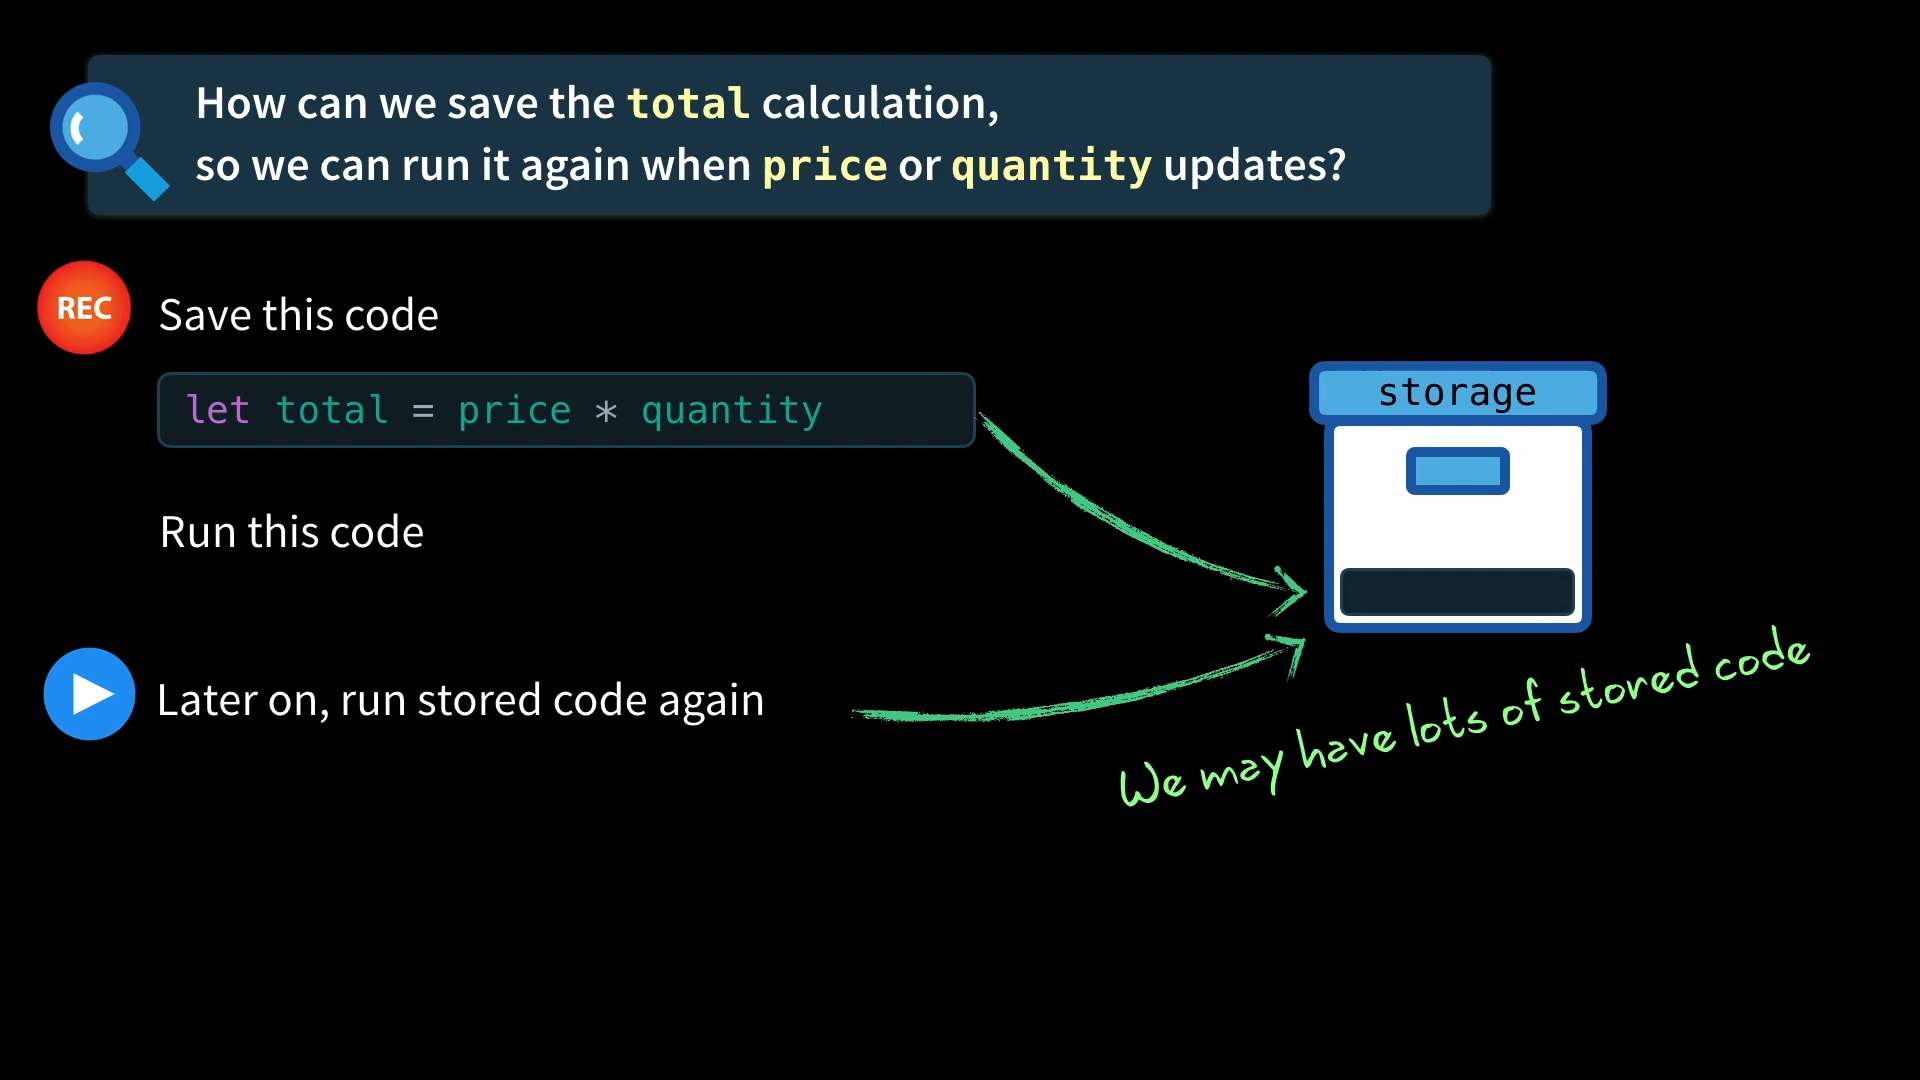 How can we save the total calculation,
so we can run it again when price or quantity updates?
REC
Save this code
let total = price * quantity
storage
Run this code
Later on, run stored code again
We may have lots of stored code